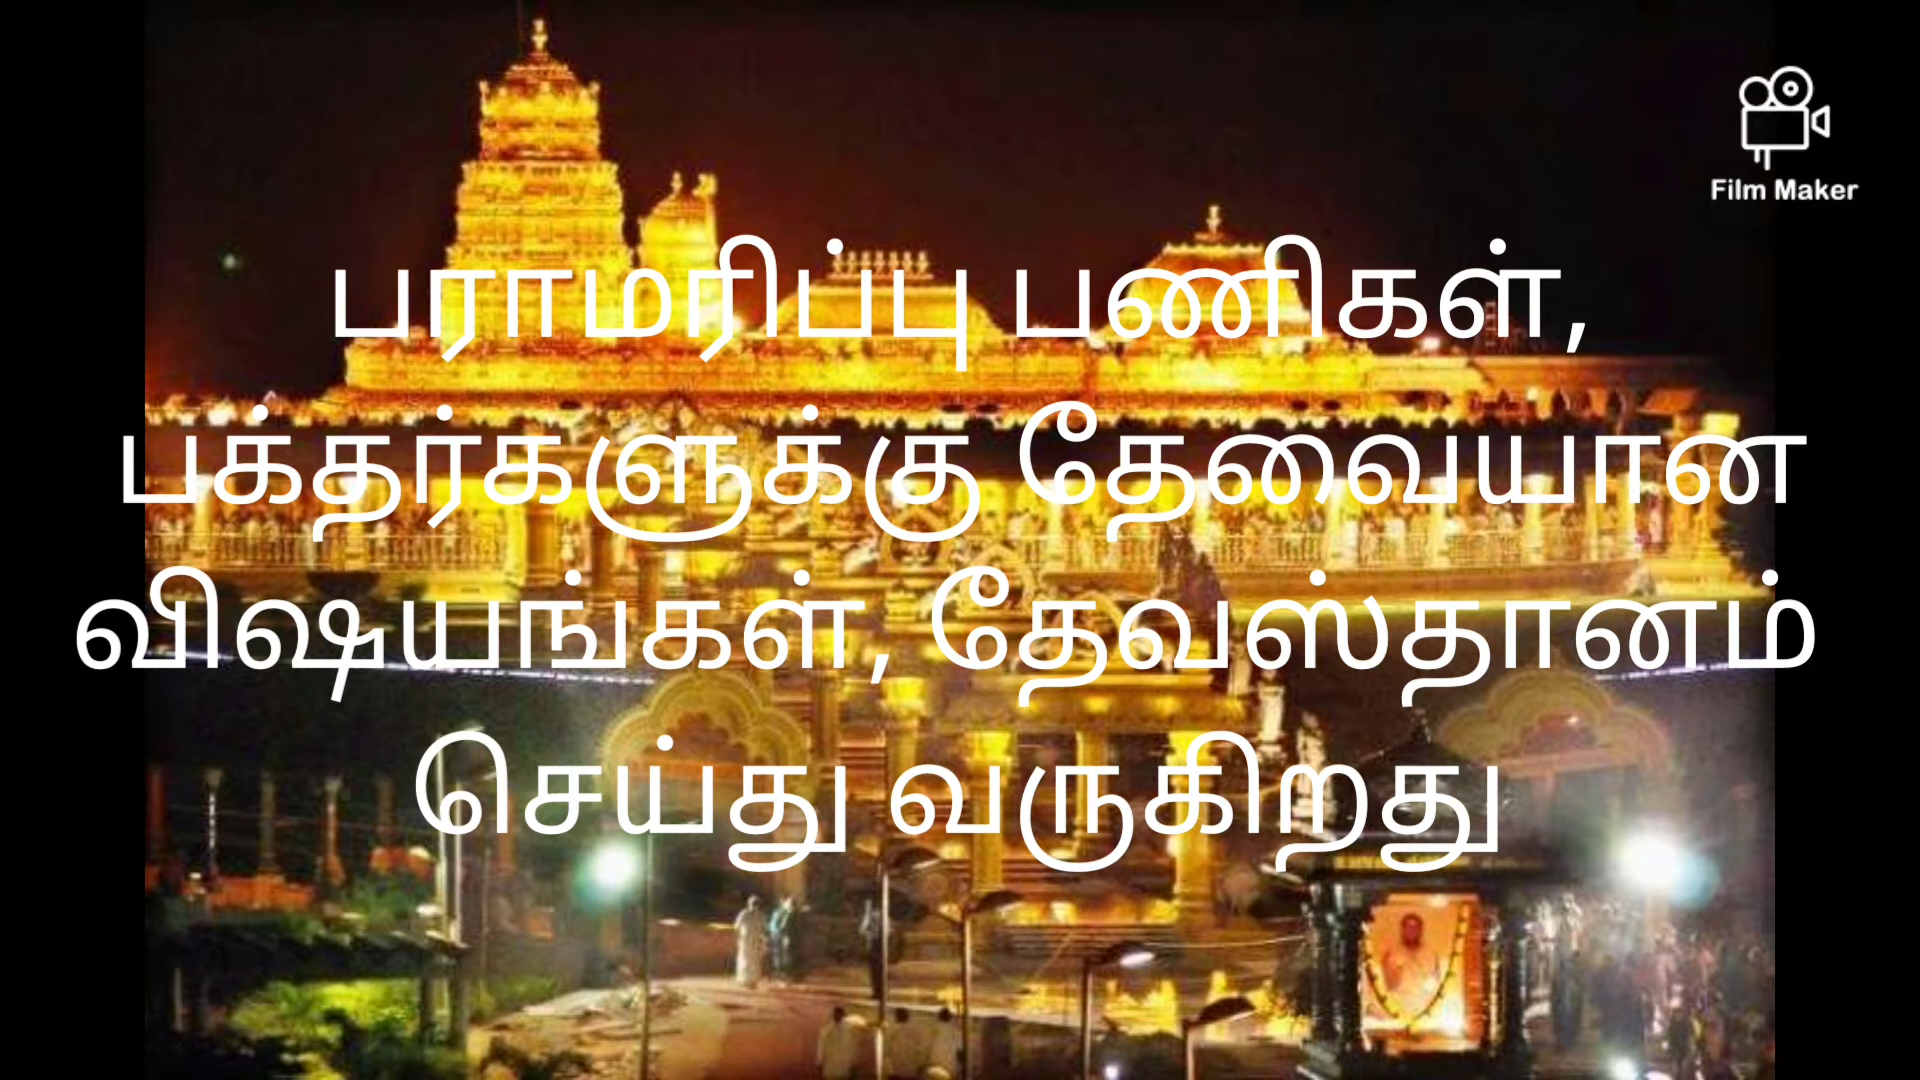 Film Maker
பராமரிப்பு பணிகள்,
பக்தர்களுக்கு தேவையான
விஷயங்கள், தேவஸ்தானம்
செய்து வருகிறது